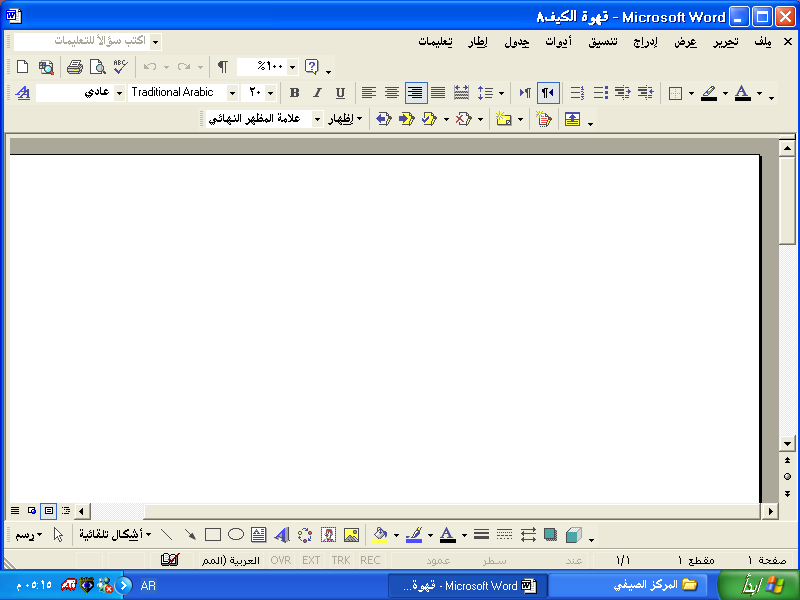 قهوة الكيف٨ - Microsoft Word
ملف تحرير عرض إدراج تنسيق أدوات جدول إطار تعليمات
اكتب سؤالاً للتعليمات
١٠٠%
عادي Traditional Arabic ٢٠ B I U
علامة المظهر النهائي إظهار
رسم أشكال تلقائية
صفحة ١ مقطع ١ ١/١ عند سطر عمود REC TRK EXT OVR العربية (المم
ابدأ المركز الصيفي قهوة... - Microsoft Word AR ٠٥:١٥ م